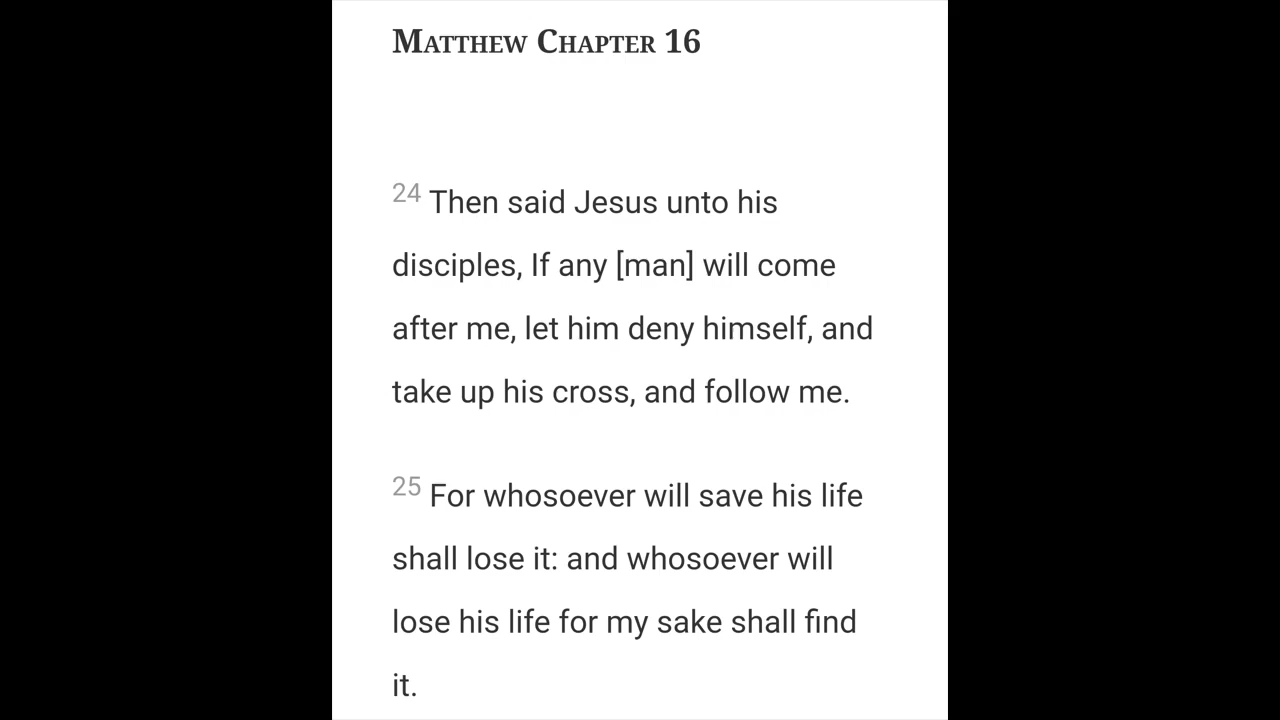 Matthew Chapter 16
24 Then said Jesus unto his
disciples, If any [man] will come
after me, let him deny himself, and
take up his cross, and follow me.
25 For whosoever will save his life
shall lose it: and whosoever will
lose his life for my sake shall find
it.